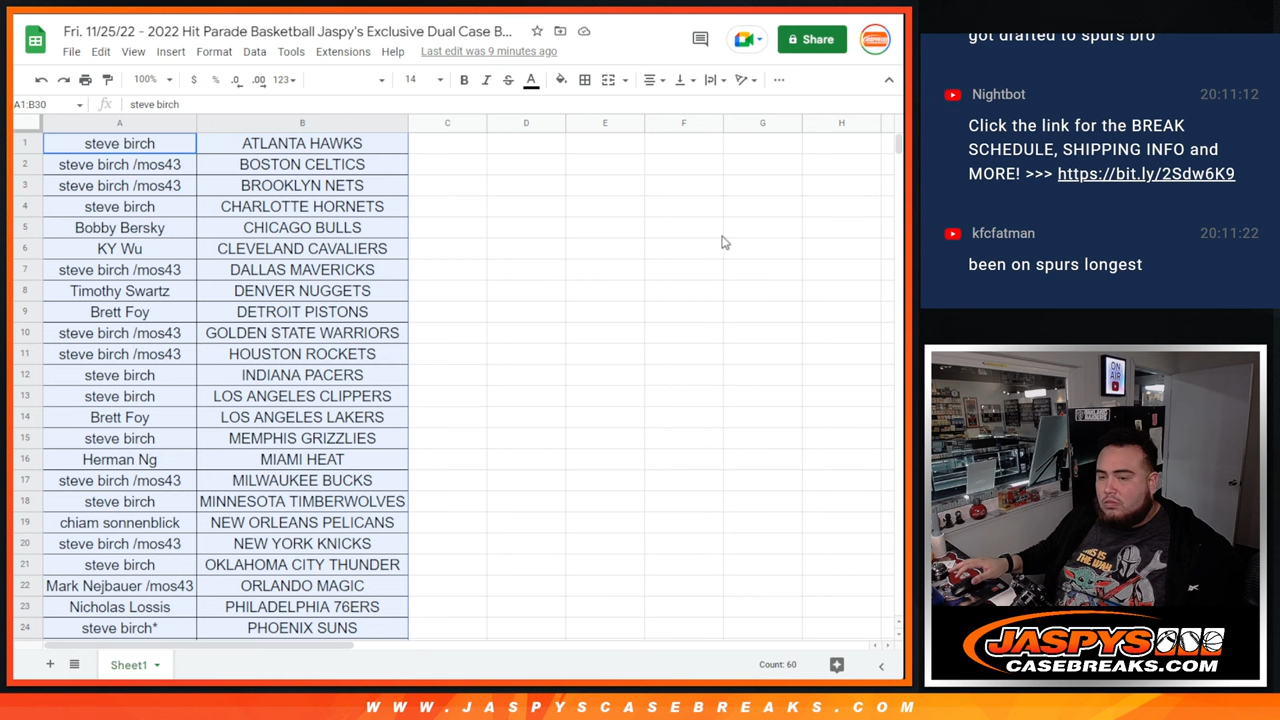 Fri. 11/25/22 - 2022 Hit Parade Basketball Jaspy's Exclusive Dual Case B...
File Edit View Insert Format Data Tools Extensions Help Last edit was 9 minutes ago
Share
100% $ % .0 .00 123 14 B I S A
A1:B30 fx steve birch
A B C D E F G H
1 steve birch ATLANTA HAWKS
2 steve birch /mos43 BOSTON CELTICS
3 steve birch /mos43 BROOKLYN NETS
4 steve birch CHARLOTTE HORNETS
5 Bobby Bersky CHICAGO BULLS
6 KY Wu CLEVELAND CAVALIERS
7 steve birch /mos43 DALLAS MAVERICKS
8 Timothy Swartz DENVER NUGGETS
9 Brett Foy DETROIT PISTONS
10 steve birch /mos43 GOLDEN STATE WARRIORS
11 steve birch /mos43 HOUSTON ROCKETS
12 steve birch INDIANA PACERS
13 steve birch LOS ANGELES CLIPPERS
14 Brett Foy LOS ANGELES LAKERS
15 steve birch MEMPHIS GRIZZLIES
16 Herman Ng MIAMI HEAT
17 steve birch /mos43 MILWAUKEE BUCKS
18 steve birch MINNESOTA TIMBERWOLVES
19 chiam sonnenblick NEW ORLEANS PELICANS
20 steve birch /mos43 NEW YORK KNICKS
21 steve birch OKLAHOMA CITY THUNDER
22 Mark Nejbauer /mos43 ORLANDO MAGIC
23 Nicholas Lossis PHILADELPHIA 76ERS
24 steve birch* PHOENIX SUNS
Sheet1
Count: 60
got drafted to spurs bro
Nightbot 20:11:12
Click the link for the BREAK
SCHEDULE, SHIPPING INFO and
MORE! >>> https://bit.ly/2Sdw6K9
kfcfatman 20:11:22
been on spurs longest
ON
AIR
THIS IS
THE WAY
JASPYS
CASEBREAKS.COM
WWW.JASPYSCASEBREAKS.COM